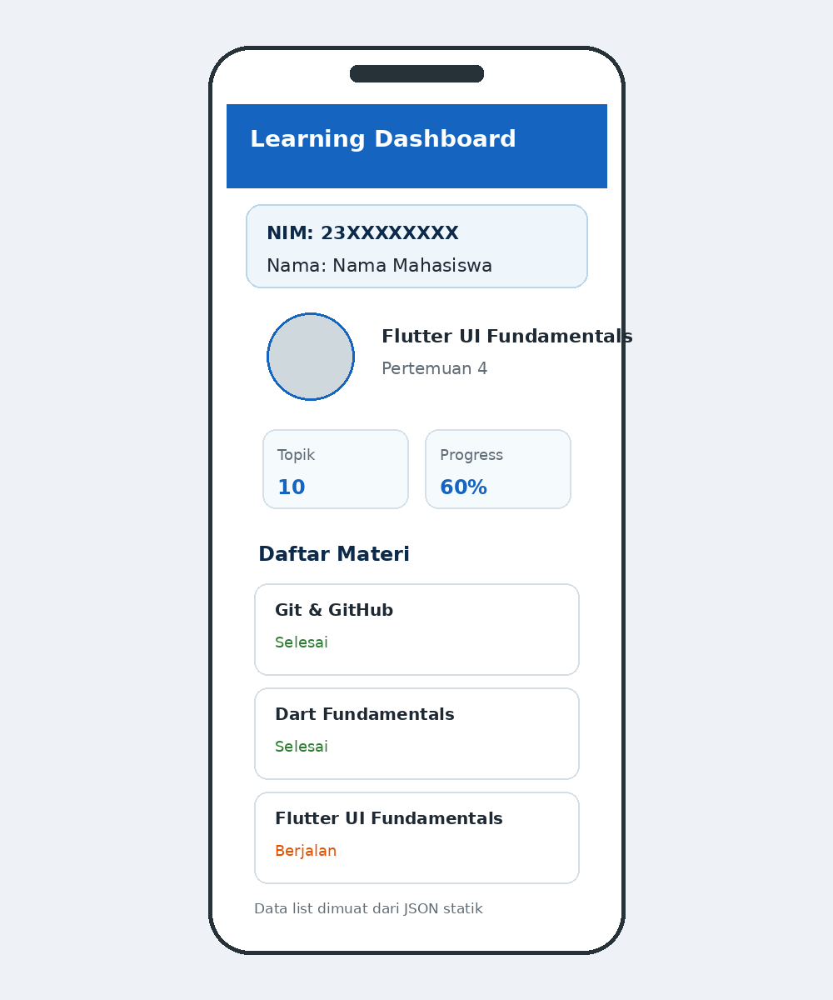 Learning Dashboard
NIM: 23XXXXXXXX
Nama: Nama Mahasiswa
Flutter UI Fundamentals
Pertemuan 4
Topik
10
Progress
60%
Daftar Materi
Git & GitHub
Selesai
Dart Fundamentals
Selesai
Flutter UI Fundamentals
Berjalan
Data list dimuat dari JSON statik